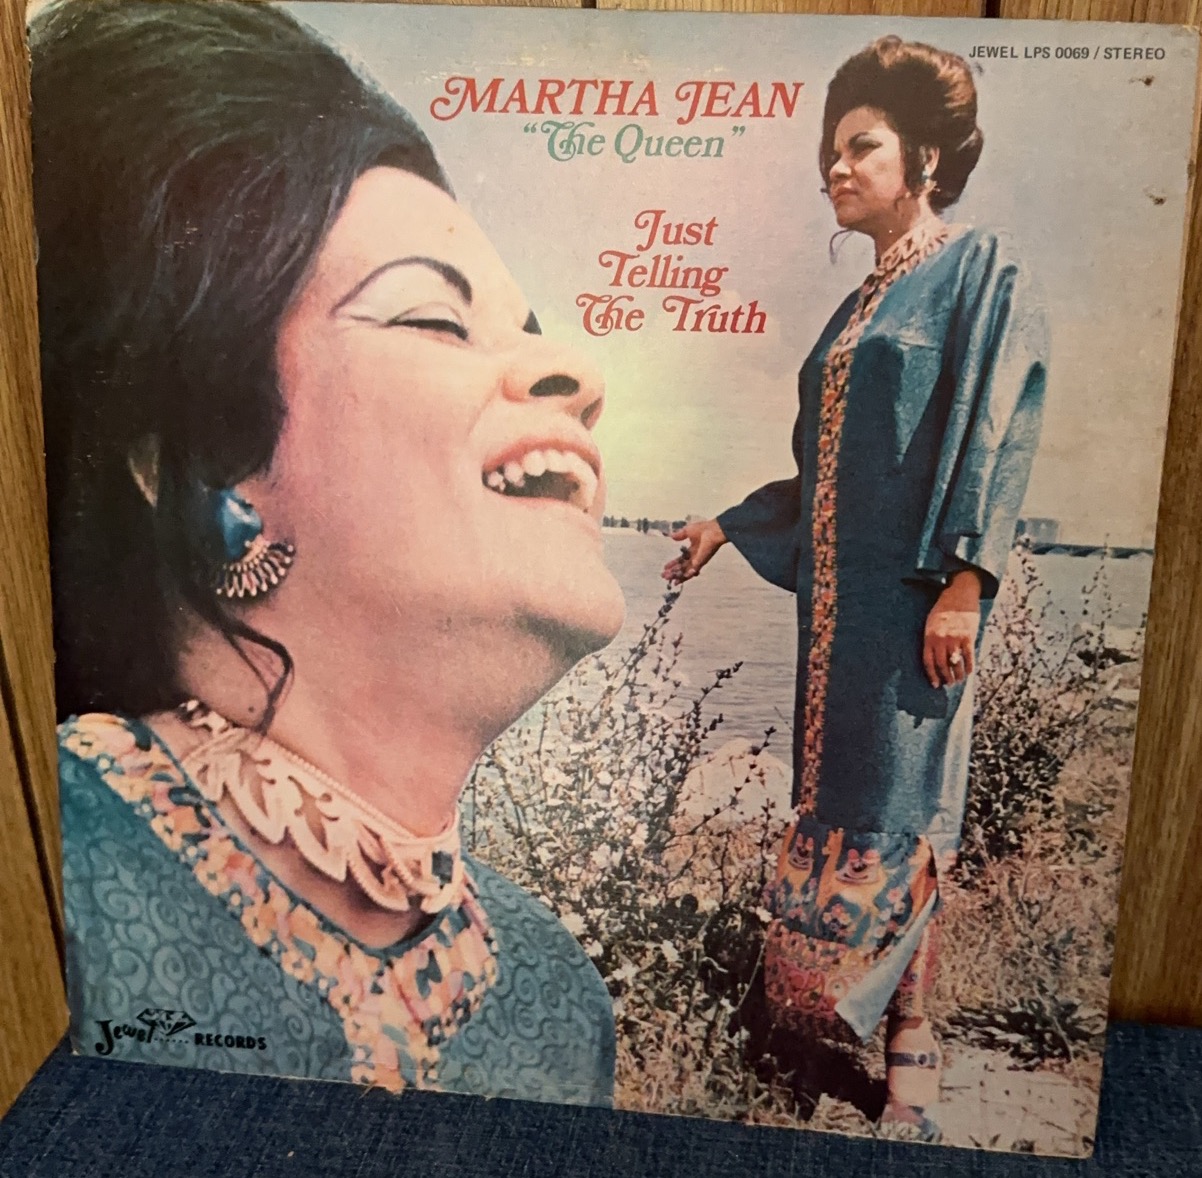 JEWEL LPS 0069 / STEREO
MARTHA JEAN
"The Queen"
Just
Telling
The Truth
Jewel RECORDS